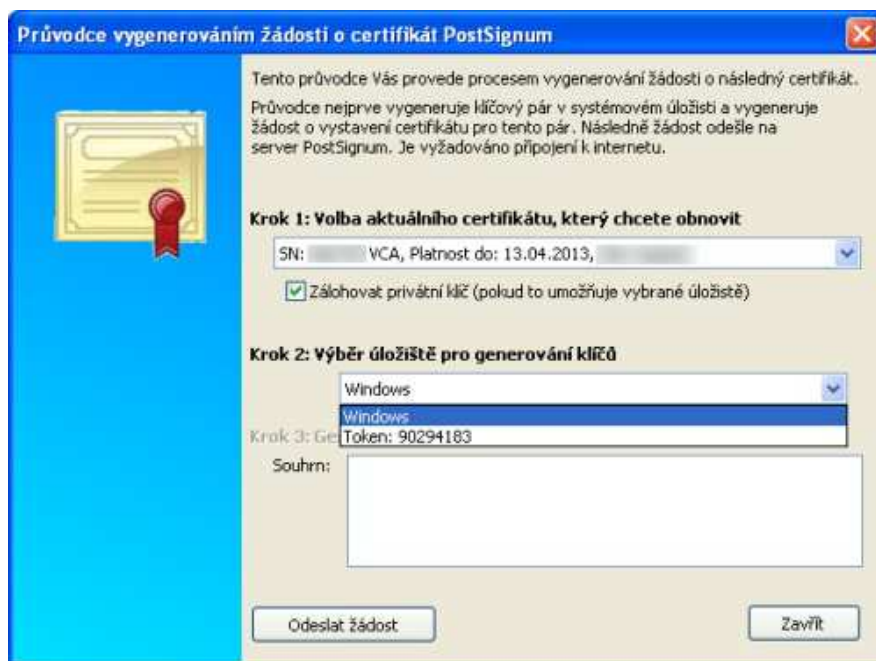 Průvodce vygenerováním žádosti o certifikát PostSignum
Tento průvodce Vás provede procesem vygenerování žádosti o následný certifikát.
Průvodce nejprve vygeneruje klíčový pár v systémovém úložisti a vygeneruje
žádost o vystavení certifikátu pro tento pár. Následně žádost odešle na
server PostSignum. Je vyžadováno připojení k internetu.
Krok 1: Volba aktuálního certifikátu, který chcete obnovit
SN: VCA, Platnost do: 13.04.2013,
Zálohovat privátní klíč (pokud to umožňuje vybrané úložistě)
Krok 2: Výběr úložiště pro generování klíčů
Windows
Windows
Krok 3: Ge Token: 90294183
Souhrn:
Odeslat žádost Zavřít